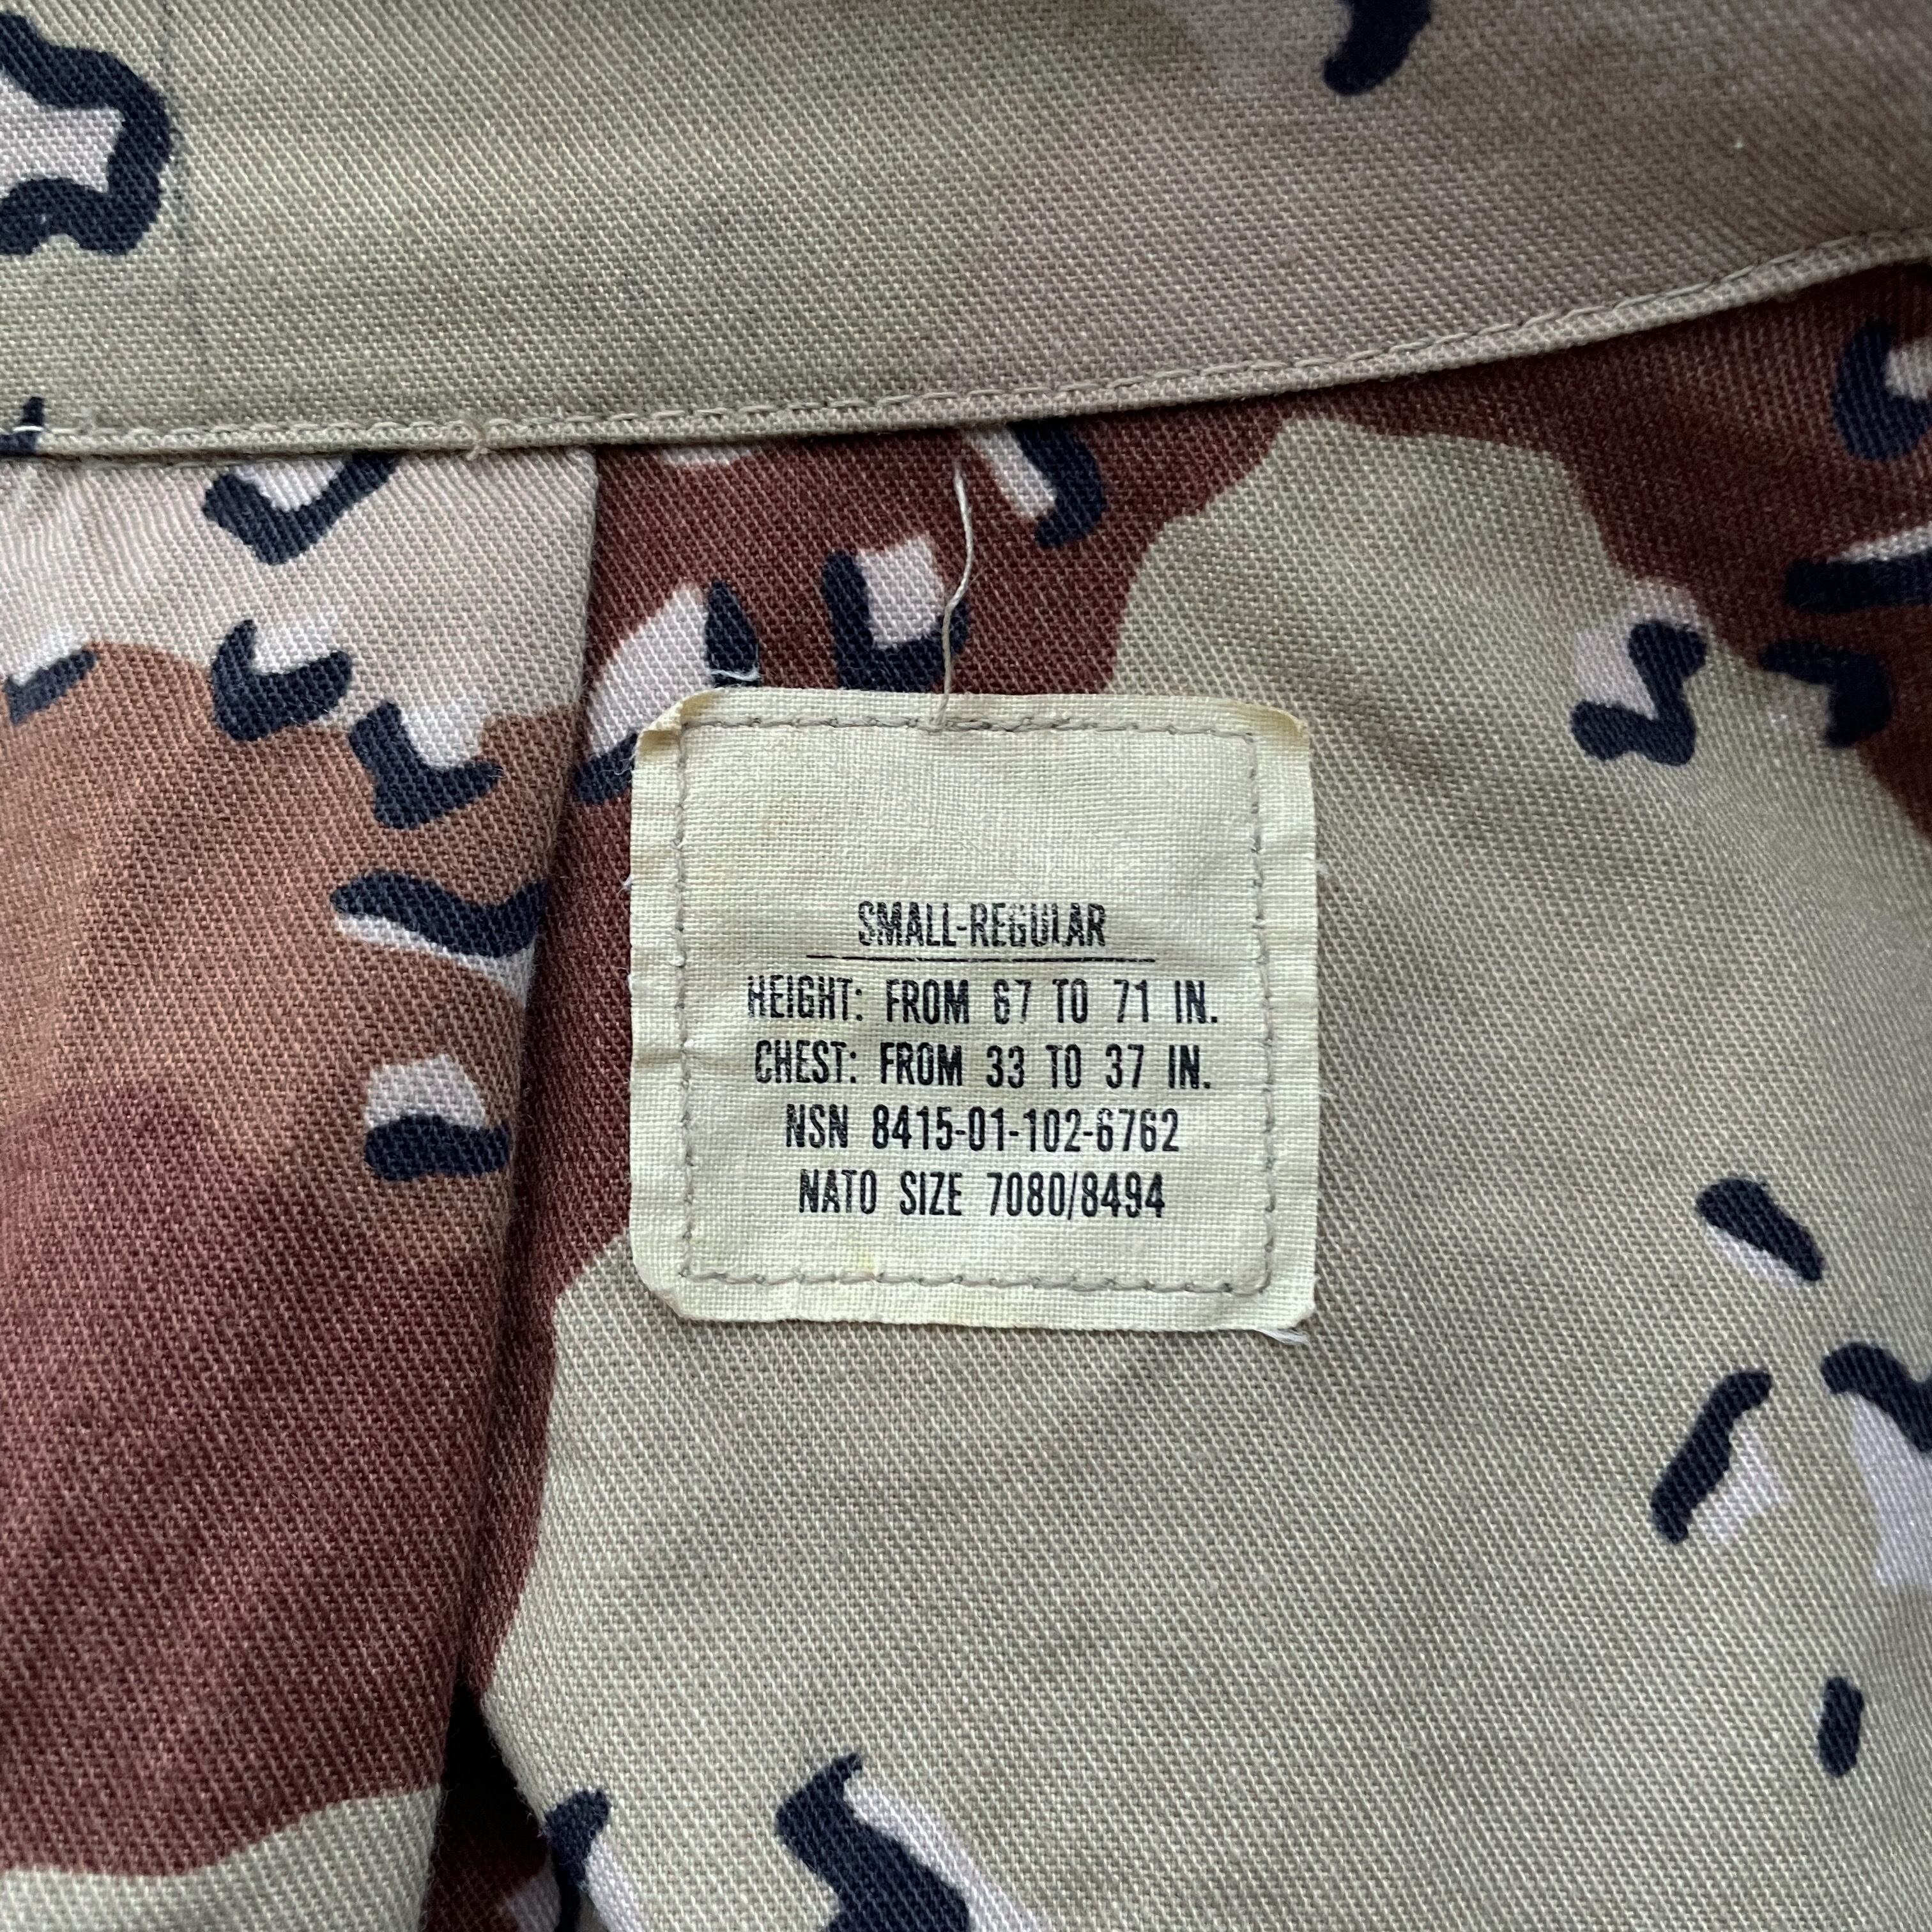 SMALL-REGULAR
HEIGHT: FROM 67 TO 71 IN.
CHEST: FROM 33 TO 37 IN.
NSN 8415-01-102-6762
NATO SIZE 7080/8494